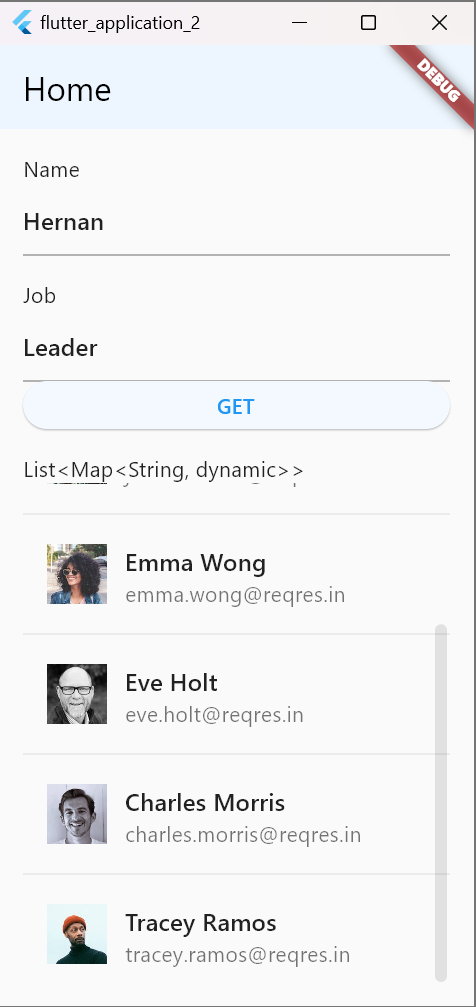 flutter_application_2
DEBUG
Home
Name
Hernan
Job
Leader
GET
List<Map<String, dynamic>>
Emma Wong
emma.wong@reqres.in
Eve Holt
eve.holt@reqres.in
Charles Morris
charles.morris@reqres.in
Tracey Ramos
tracey.ramos@reqres.in